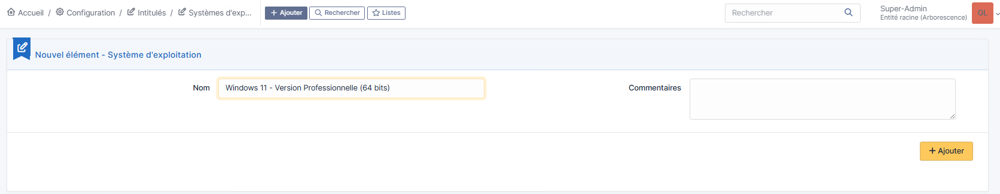 Accueil / Configuration / Intitulés / Systèmes d'exp... Ajouter Rechercher Listes Rechercher Super-Admin
Entité racine (Arborescence) GL
Nouvel élément - Système d'exploitation
Nom Windows 11 - Version Professionnelle (64 bits) Commentaires
+ Ajouter